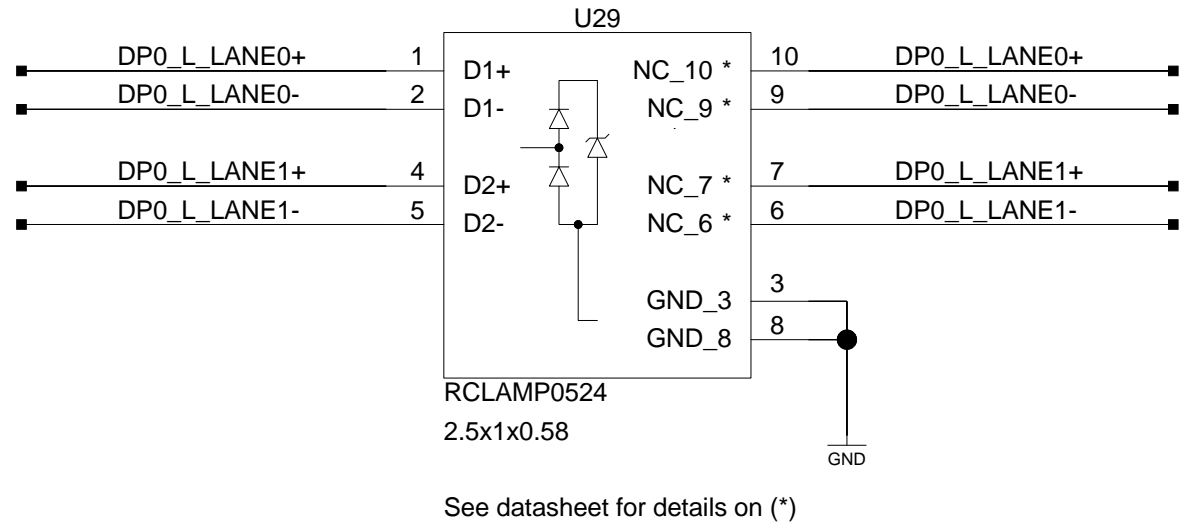 U29
DP0_L_LANE0+ 1 D1+ NC_10 * 10 DP0_L_LANE0+
DP0_L_LANE0- 2 D1- NC_9 * 9 DP0_L_LANE0-
DP0_L_LANE1+ 4 D2+ NC_7 * 7 DP0_L_LANE1+
DP0_L_LANE1- 5 D2- NC_6 * 6 DP0_L_LANE1-
GND_3 3
GND_8 8
RCLAMP0524
2.5x1x0.58
GND
See datasheet for details on (*)